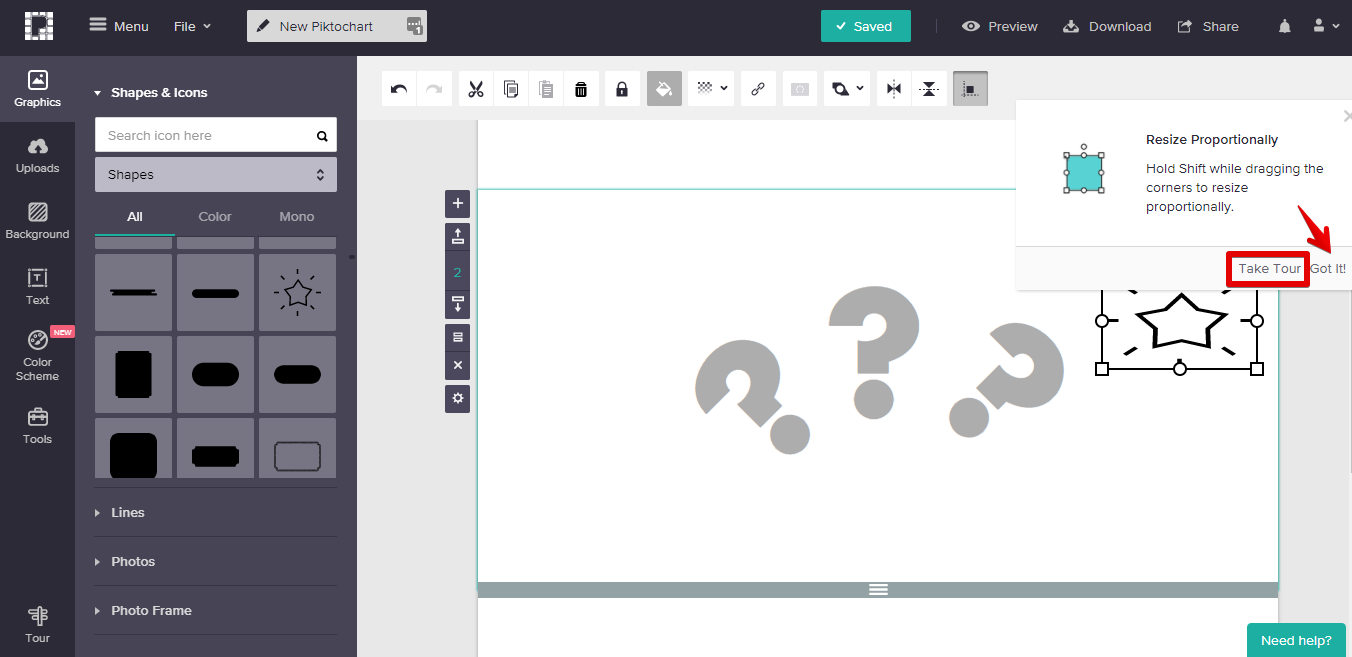 Menu
File
New Piktochart
1
Saved
Preview
Download
Share
Graphics
Uploads
Background
T
Text
NEW
Color
Scheme
Tools
Tour
Shapes & Icons
Search icon here
Shapes
All
Color
Mono
Lines
Photos
Photo Frame
2
? ? ?
Resize Proportionally
Hold Shift while dragging the
corners to resize
proportionally.
Take Tour
Got It!
Need help?